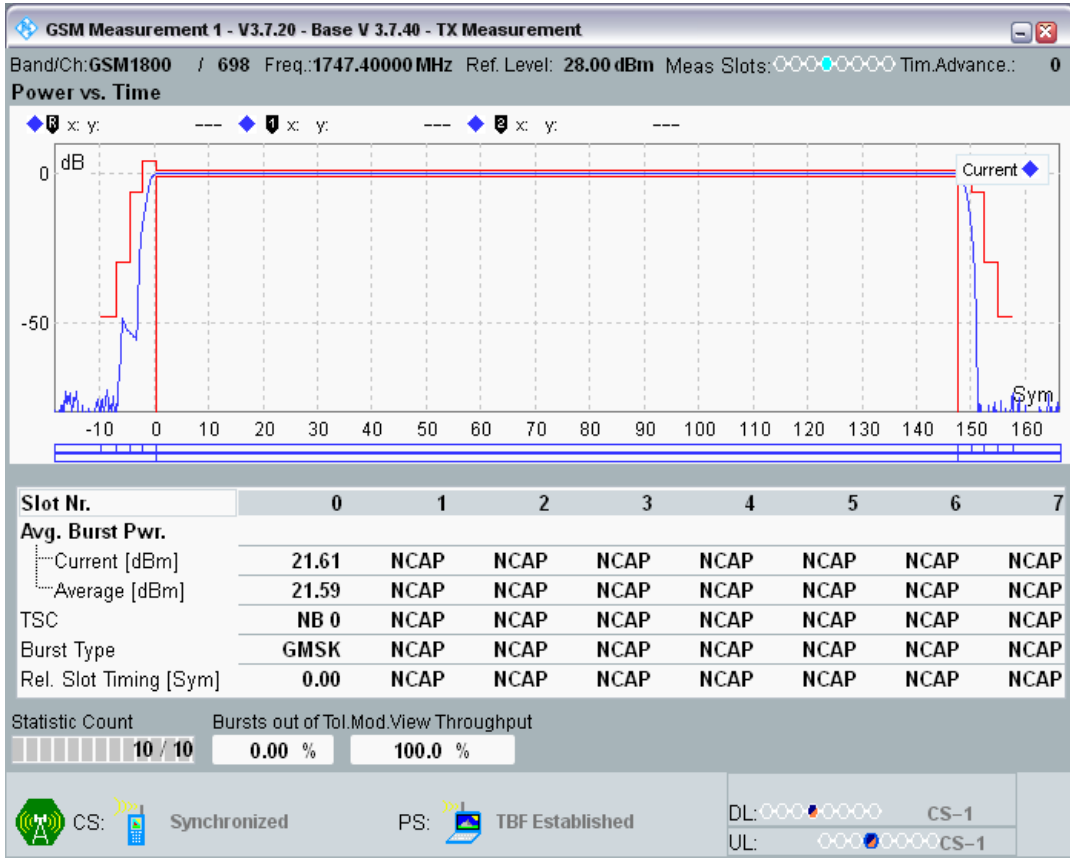 GSM Measurement 1 - V3.7.20 - Base V 3.7.40 - TX Measurement
Band/Ch:GSM1800 / 698 Freq.:1747.40000 MHz Ref. Level: 28.00 dBm Meas Slots: Tim.Advance.: 0
Power vs. Time
R x: y: --- 1 x: y: --- 2 x: y: ---
dB
Current
0
-50
Sym
-10 0 10 20 30 40 50 60 70 80 90 100 110 120 130 140 150 160
Slot Nr. 0 1 2 3 4 5 6 7
Avg. Burst Pwr.
Current [dBm] 21.61 NCAP NCAP NCAP NCAP NCAP NCAP NCAP
Average [dBm] 21.59 NCAP NCAP NCAP NCAP NCAP NCAP NCAP
TSC NB 0 NCAP NCAP NCAP NCAP NCAP NCAP NCAP
Burst Type GMSK NCAP NCAP NCAP NCAP NCAP NCAP NCAP
Rel. Slot Timing [Sym] 0.00 NCAP NCAP NCAP NCAP NCAP NCAP NCAP
Statistic Count Bursts out of Tol.Mod.View Throughput
10 / 10 0.00 % 100.0 %
CS: Synchronized PS: TBF Established
DL: CS-1
UL: CS-1